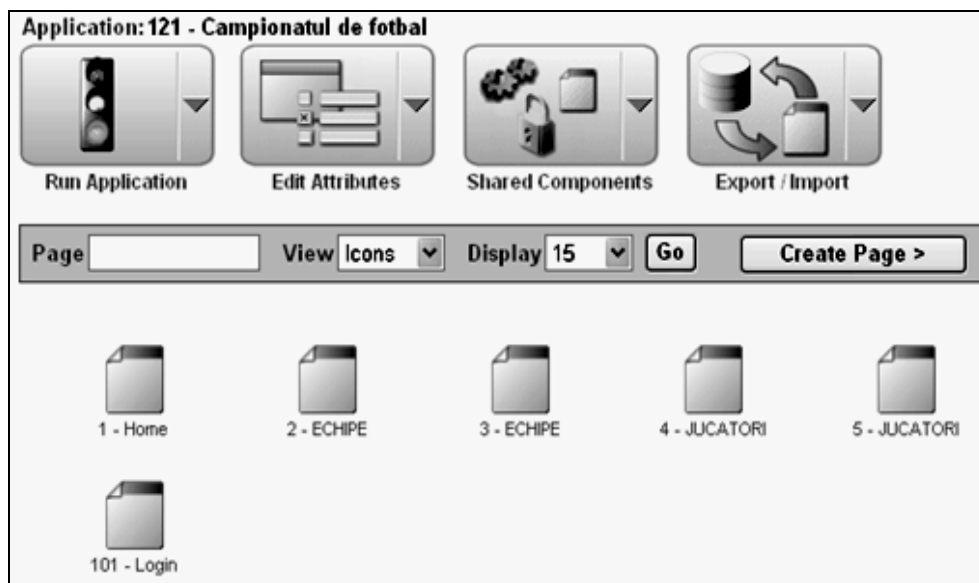 Application: 121 - Campionatul de fotbal
Run Application Edit Attributes Shared Components Export / Import
Page View Icons Display 15 Go Create Page >
1 - Home 2 - ECHIPE 3 - ECHIPE 4 - JUCATORI 5 - JUCATORI
101 - Login